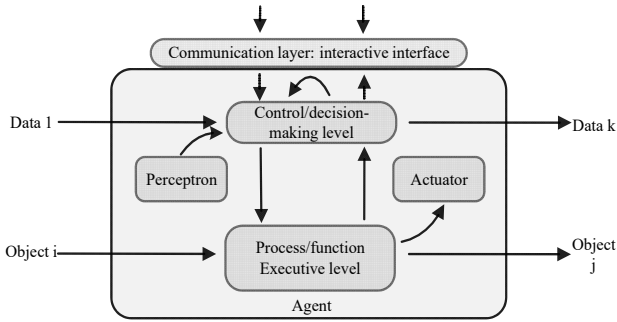 Communication layer: interactive interface
Control/decision-
making level
Data 1
Data k
Perceptron
Actuator
Process/function
Executive level
Object i
Object
j
Agent